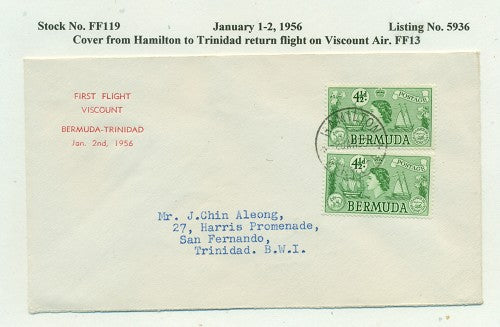 Stock No. FF119 January 1-2, 1956 Listing No. 5936
Cover from Hamilton to Trinidad return flight on Viscount Air. FF13
FIRST FLIGHT
VISCOUNT
BERMUDA-TRINIDAD
Jan. 2nd, 1956
4½d
POSTAGE
HAMILTON
BERMUDA
4½d
POSTAGE
BERMUDA
Mr. J.Chin Aleong,
27, Harris Promenade,
San Fernando,
Trinidad. B.W.I.